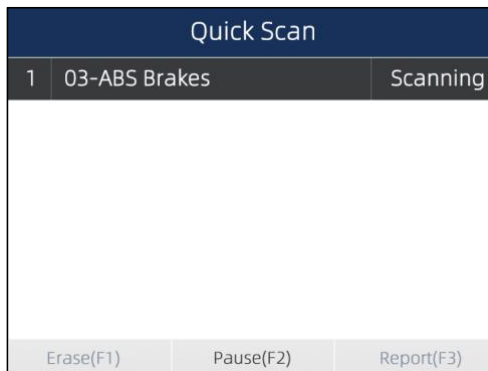 Quick Scan
1 03-ABS Brakes Scanning
Erase(F1) Pause(F2) Report(F3)